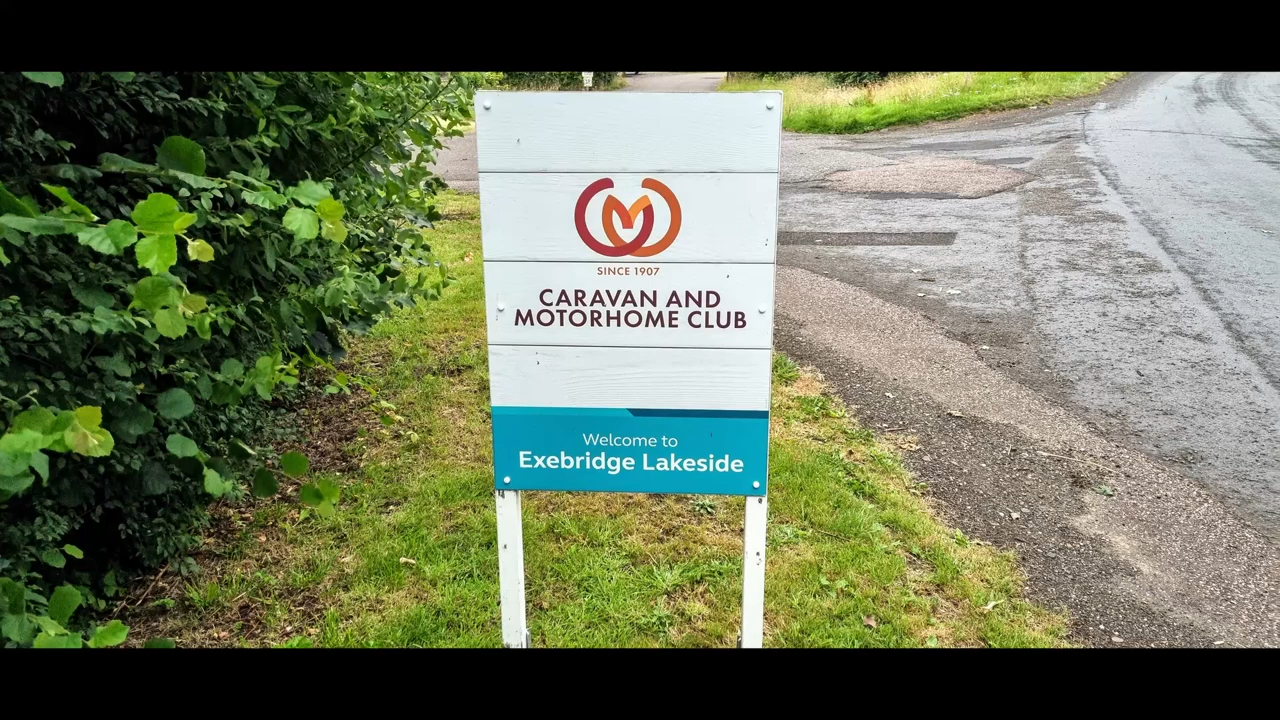 SINCE 1907
CARAVAN AND
MOTORHOME CLUB
Welcome to
Exebridge Lakeside